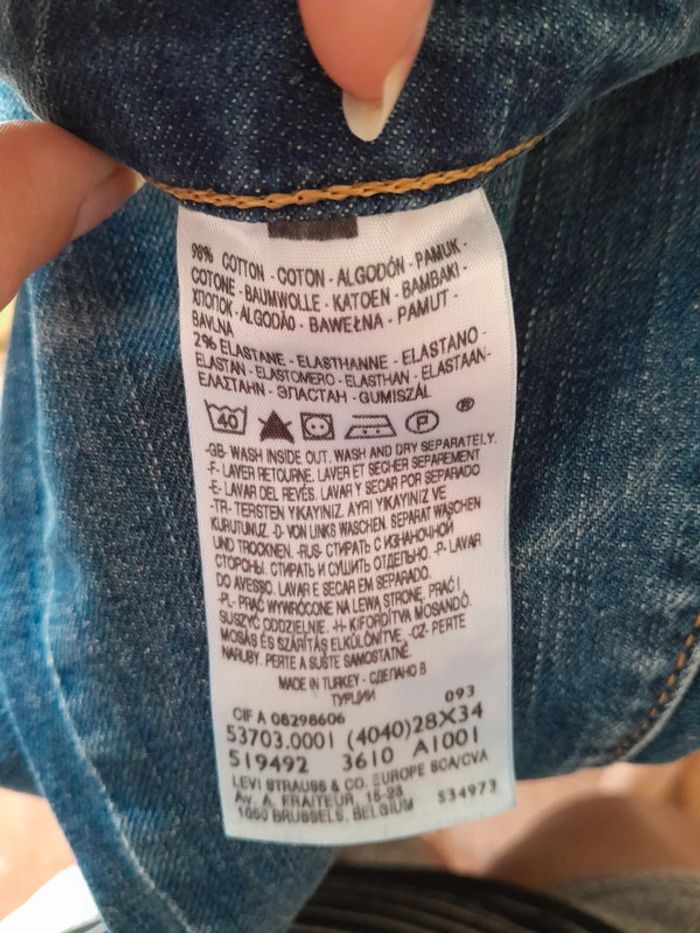 98% COTTON - COTON - ALGODÓN - PAMUK -
COTONE - BAUMWOLLE - KATOEN - BAMBAKI -
ХЛОПОК - ALGODÃO - BAWEŁNA - PAMUT -
BAVLNA
2% ELASTANE - ELASTHANNE - ELASTANO -
ELASTAN - ELASTOMERO - ELASTHAN - ELASTAAN-
ΕΛΑΣΤΑΗΝ - ЭЛАСТАН - GUMISZÁL
40 P ®
-GB- WASH INSIDE OUT. WASH AND DRY SEPARATELY.
-F- LAVER RETOURNE. LAVER ET SECHER SEPAREMENT
-E- LAVAR DEL REVÉS. LAVAR Y SECAR POR SEPARADO
-TR- TERSTEN YIKAYINIZ. AYRI YIKAYINIZ VE
KURUTUNUZ. -D- VON LINKS WASCHEN. SEPARAT WASCHEN
UND TROCKNEN. -RUS- СТИРАТЬ С ИЗНАНОЧНОЙ
СТОРОНЫ. СТИРАТЬ И СУШИТЬ ОТДЕЛЬНО. -P- LAVAR
DO AVESSO. LAVAR E SECAR EM SEPARADO.
-PL- PRAĆ WYWRÓCONE NA LEWĄ STRONĘ, PRAĆ I
SUSZYĆ ODDZIELNIE. -H- KIFORDÍTVA MOSANDÓ.
MOSÁS ÉS SZÁRÍTÁS ELKÜLÖNÍTVE. -CZ- PERTE
NARUBY. PERTE A SUŠTE SAMOSTATNĚ.
MADE IN TURKEY - СДЕЛАНО В
ТУРЦИИ 093
CIF A 08298606
53703.0001 (4040)28X34
519492 3610 A1001
LEVI STRAUSS & CO. EUROPE SCA/CVA
Av. A. FRAITEUR, 15-23 534973
1050 BRUSSELS, BELGIUM